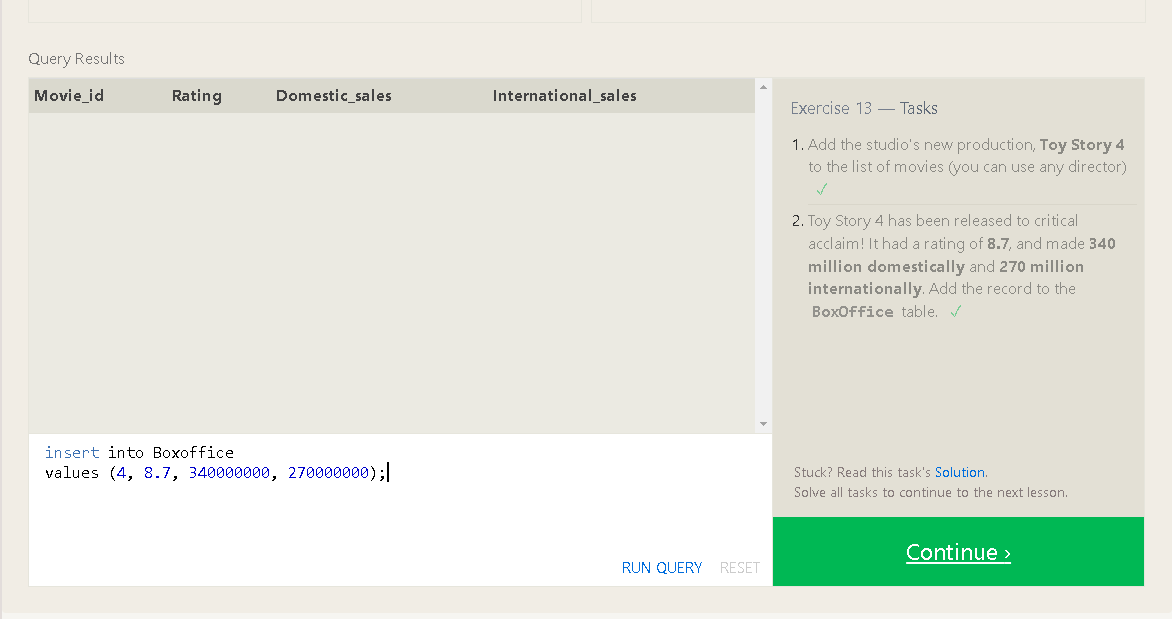 Query Results
Movie_id Rating Domestic_sales International_sales
Exercise 13 — Tasks
1. Add the studio's new production, Toy Story 4
to the list of movies (you can use any director)
✓
2. Toy Story 4 has been released to critical
acclaim! It had a rating of 8.7, and made 340
million domestically and 270 million
internationally. Add the record to the
BoxOffice table. ✓
insert into Boxoffice
values (4, 8.7, 340000000, 270000000);
Stuck? Read this task's Solution.
Solve all tasks to continue to the next lesson.
RUN QUERY RESET
Continue ›